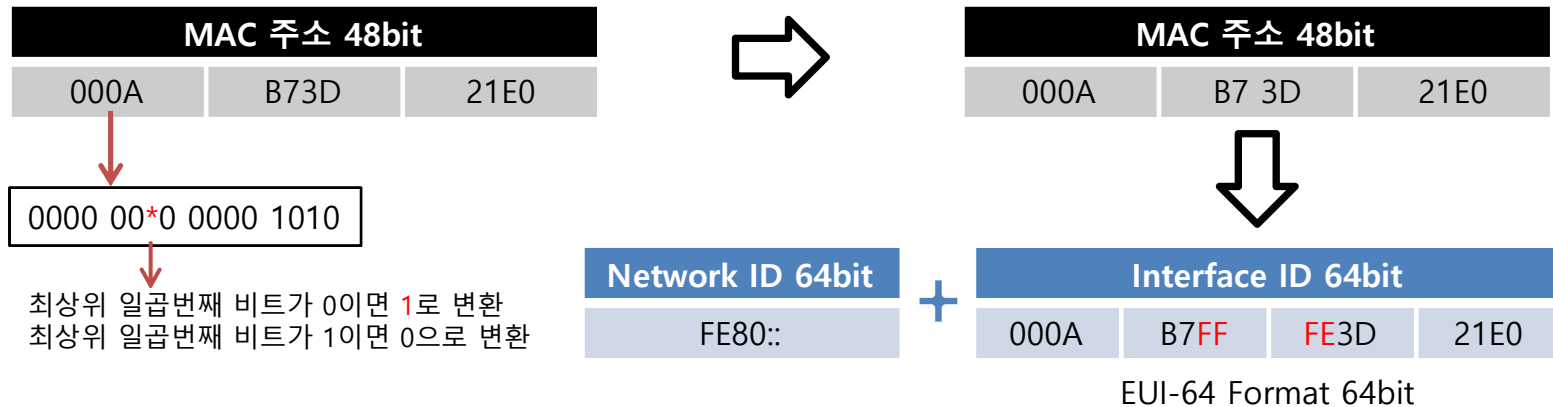 MAC 주소 48bit
000A B73D 21E0
0000 00*0 0000 1010
최상위 일곱번째 비트가 0이면 1로 변환
최상위 일곱번째 비트가 1이면 0으로 변환
MAC 주소 48bit
000A B7 3D 21E0
Network ID 64bit
FE80::
+
Interface ID 64bit
000A B7FF FE3D 21E0
EUI-64 Format 64bit